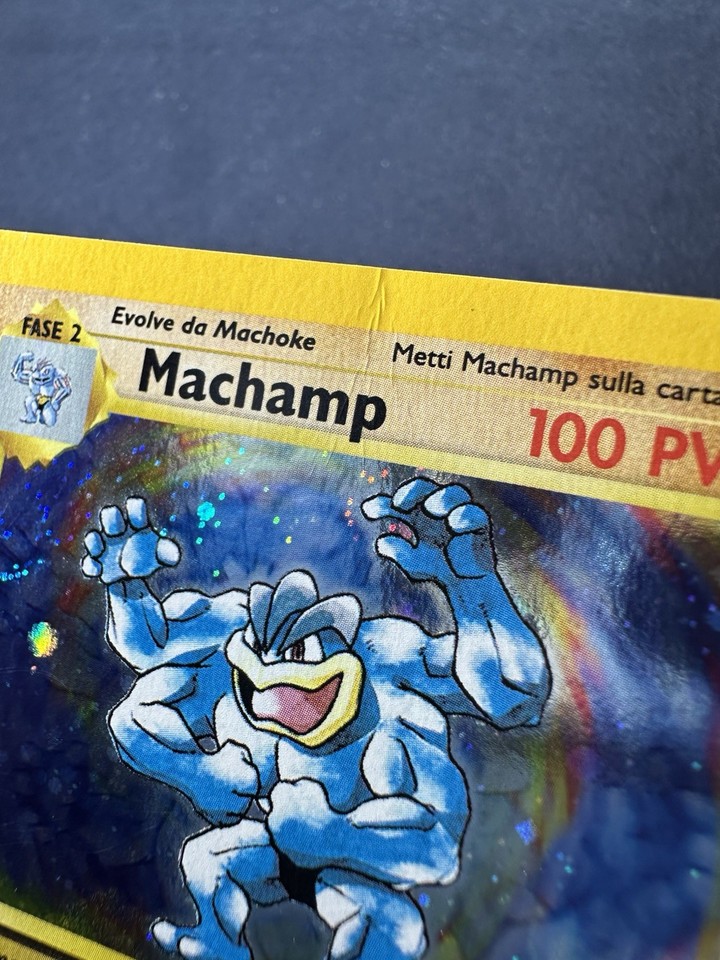 FASE 2
Evolve da Machoke
Metti Machamp sulla carta
Machamp
100 PV